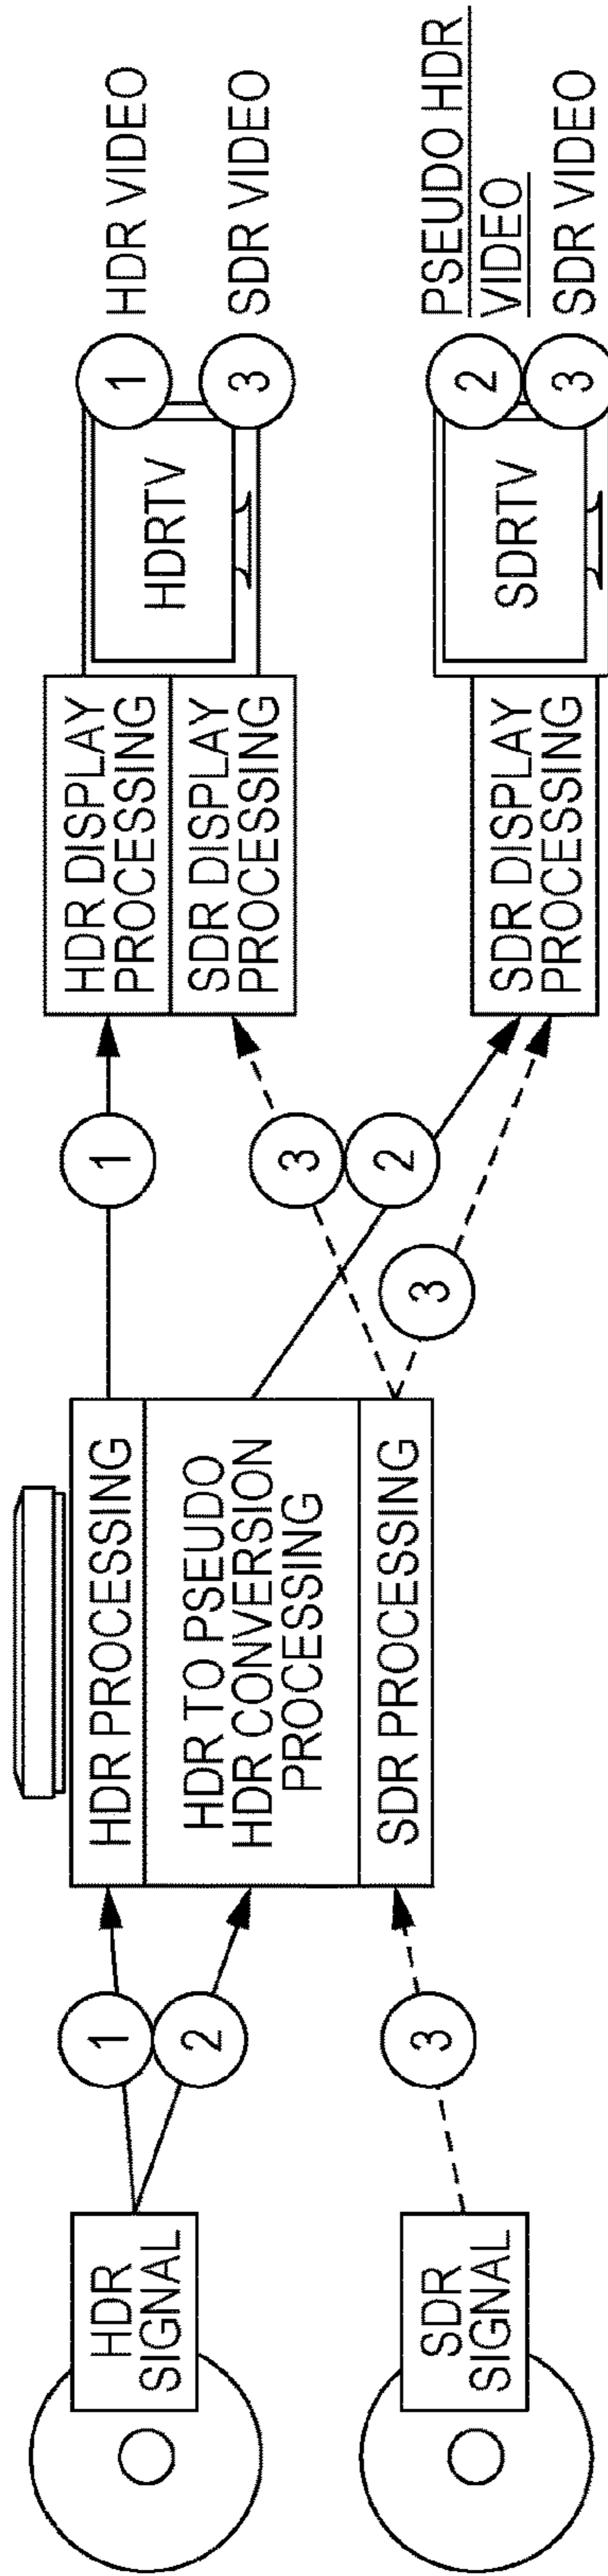 HDR
SIGNAL
SDR
SIGNAL
1
2
3
HDR PROCESSING
HDR TO PSEUDO
HDR CONVERSION
PROCESSING
SDR PROCESSING
1
3
2
3
HDR DISPLAY
PROCESSING
SDR DISPLAY
PROCESSING
SDR DISPLAY
PROCESSING
HDRTV
SDRTV
1
HDR VIDEO
3
SDR VIDEO
2
PSEUDO HDR
VIDEO
3
SDR VIDEO